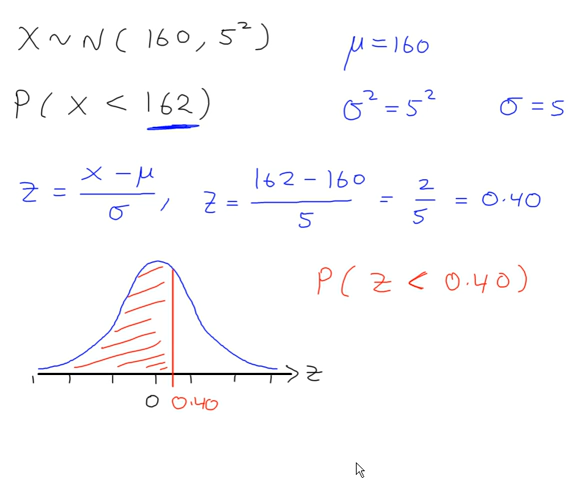 X ~ N( 160, 5²)
μ = 160
P( X < 162)
σ² = 5²
σ = 5
Z = (x − μ)/σ , Z = (162 − 160)/5 = 2/5 = 0.40
P( Z < 0.40)
Z
0 0.40